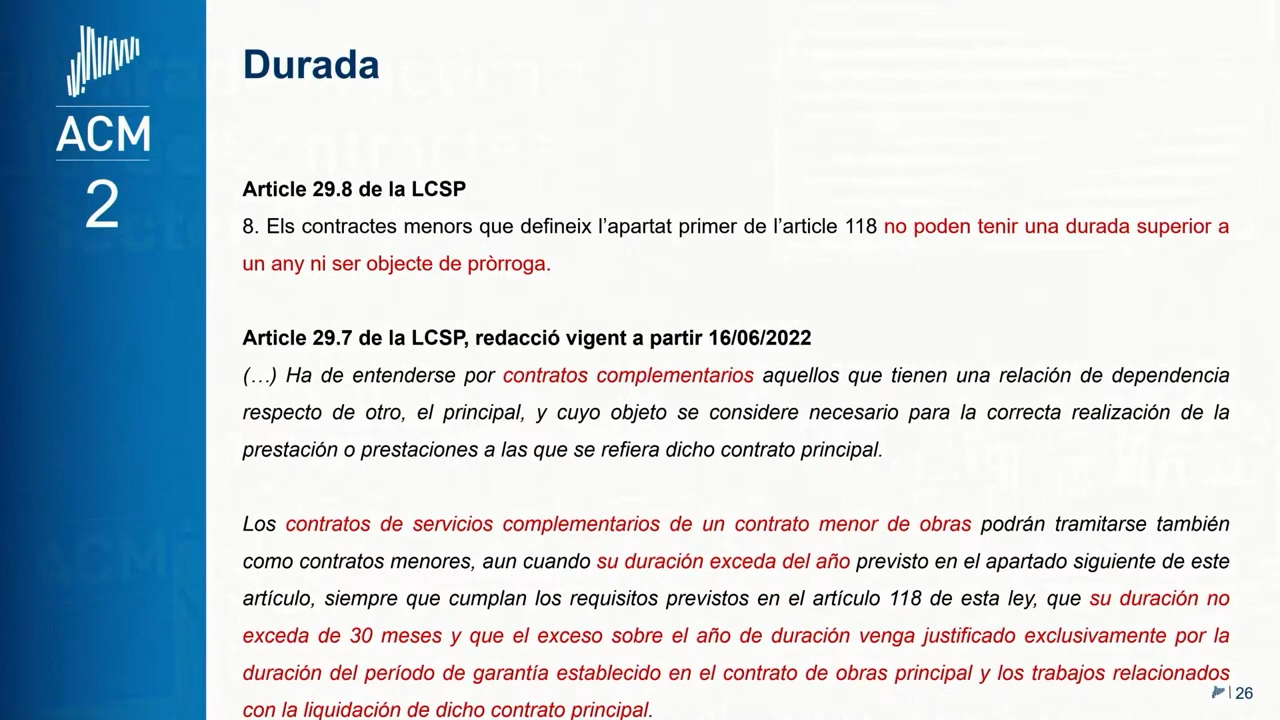 ACM
2
Durada
Article 29.8 de la LCSP
8. Els contractes menors que defineix l’apartat primer de l’article 118 no poden tenir una durada superior a
un any ni ser objecte de pròrroga.
Article 29.7 de la LCSP, redacció vigent a partir 16/06/2022
(…) Ha de entenderse por contratos complementarios aquellos que tienen una relación de dependencia
respecto de otro, el principal, y cuyo objeto se considere necesario para la correcta realización de la
prestación o prestaciones a las que se refiera dicho contrato principal.
Los contratos de servicios complementarios de un contrato menor de obras podrán tramitarse también
como contratos menores, aun cuando su duración exceda del año previsto en el apartado siguiente de este
artículo, siempre que cumplan los requisitos previstos en el artículo 118 de esta ley, que su duración no
exceda de 30 meses y que el exceso sobre el año de duración venga justificado exclusivamente por la
duración del período de garantía establecido en el contrato de obras principal y los trabajos relacionados
con la liquidación de dicho contrato principal.
26